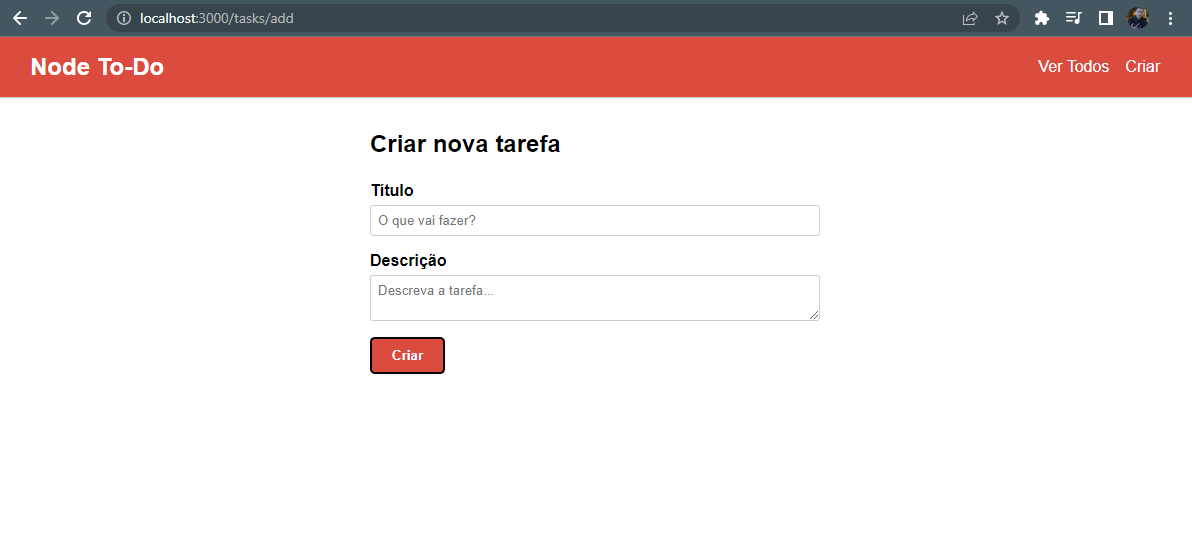 localhost:3000/tasks/add
Node To-Do
Ver Todos Criar
Criar nova tarefa
Título
O que vai fazer?
Descrição
Descreva a tarefa...
Criar